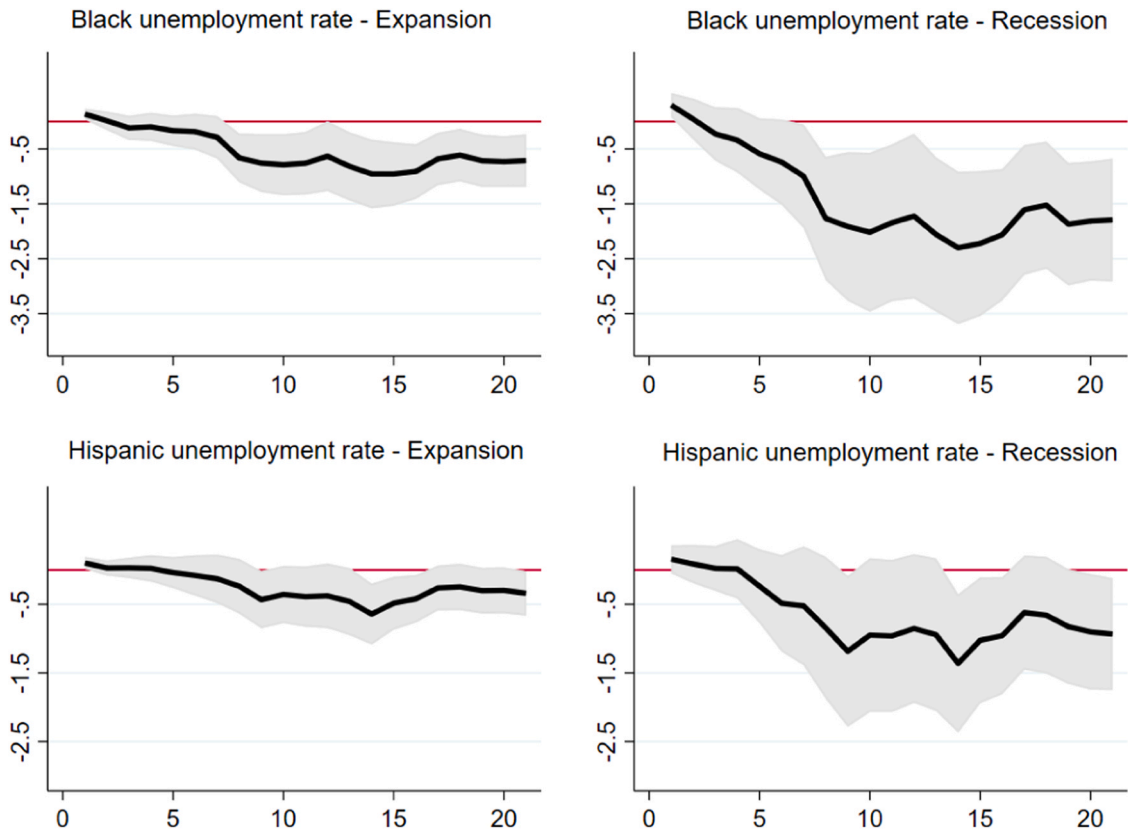 Black unemployment rate - Expansion
-.5
-1.5
-2.5
-3.5
0 5 10 15 20
Black unemployment rate - Recession
-.5
-1.5
-2.5
-3.5
0 5 10 15 20
Hispanic unemployment rate - Expansion
-.5
-1.5
-2.5
0 5 10 15 20
Hispanic unemployment rate - Recession
-.5
-1.5
-2.5
0 5 10 15 20